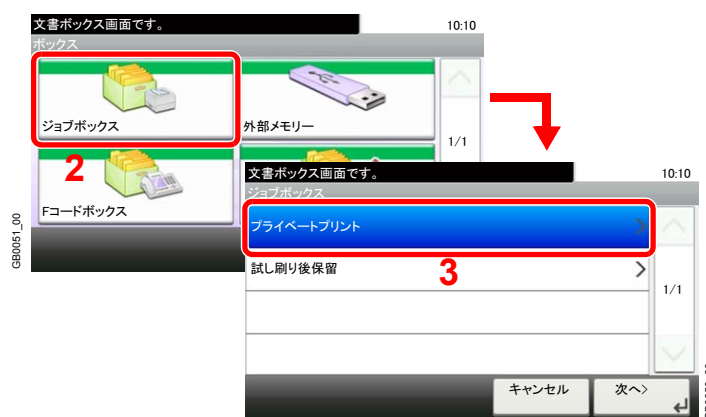 文書ボックス画面です。
10:10
ボックス
ジョブボックス
外部メモリー
1/1
2
Fコードボックス
GB0051_00
文書ボックス画面です。
10:10
ジョブボックス
プライベートプリント
試し刷り後保留
3
1/1
キャンセル
次へ>